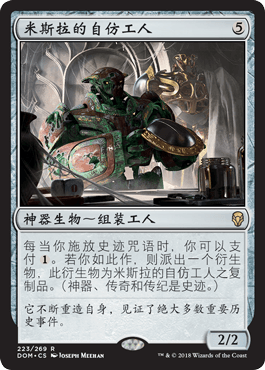 米斯拉的自仿工人 5
神器生物～组装工人
每当你施放史迹咒语时，你可以支
付1。若你如此作，则派出一个衍生
物，此衍生物为米斯拉的自仿工人之复
制品。（神器、传奇和传纪是史迹。）
它不断重造自身，见证了绝大多数重要历
史事件。
2/2
223/269 R
DOM • CS Joseph Meehan
™ & © 2018 Wizards of the Coast